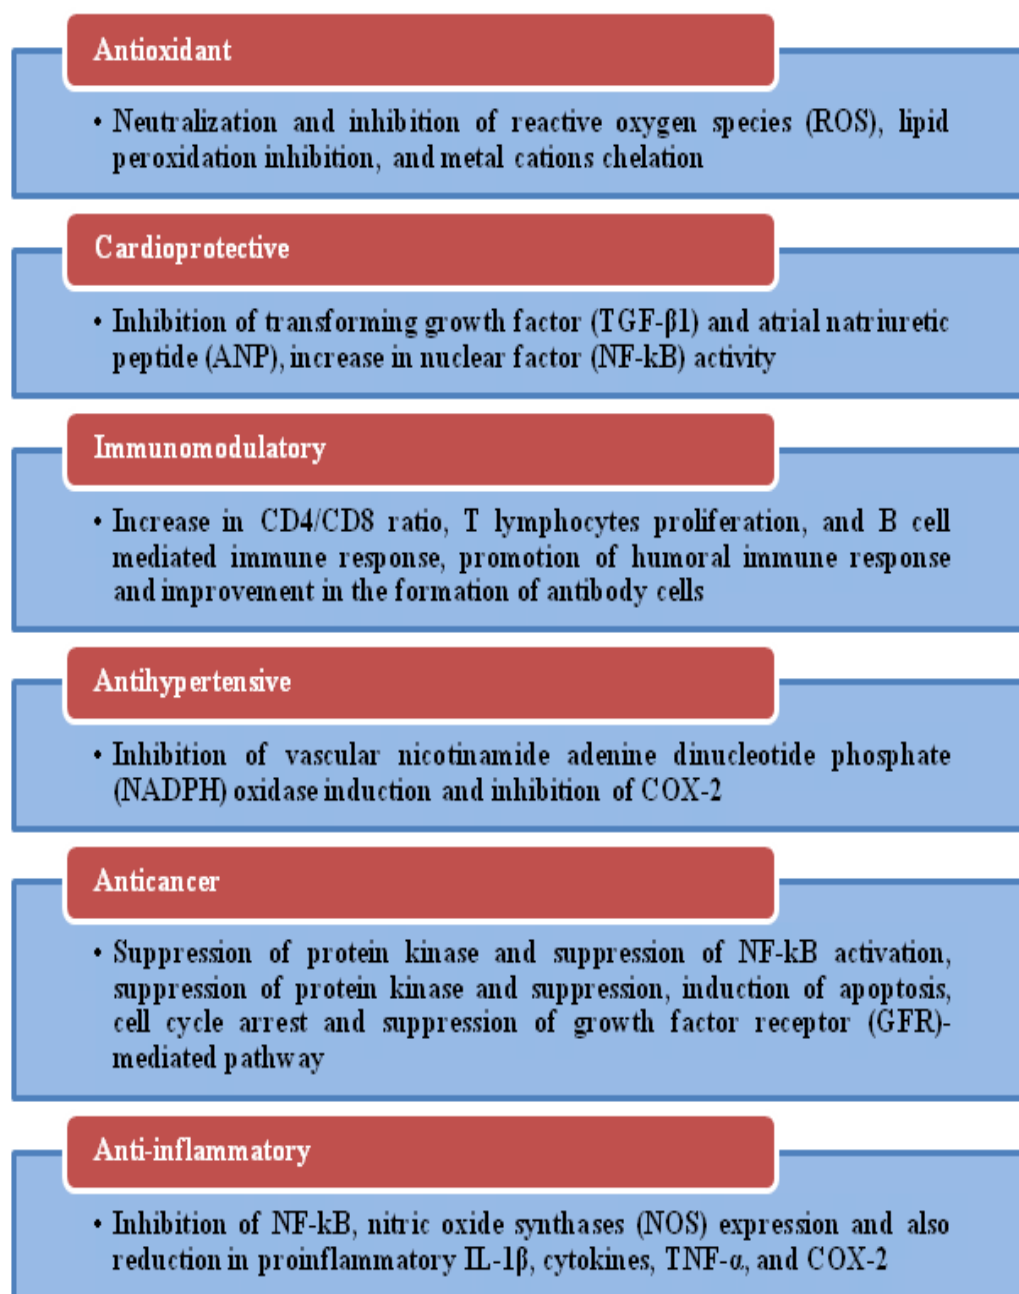 Antioxidant
• Neutralization and inhibition of reactive oxygen species (ROS), lipid
peroxidation inhibition, and metal cations chelation
Cardioprotective
• Inhibition of transforming growth factor (TGF-β1) and atrial natriuretic
peptide (ANP), increase in nuclear factor (NF-kB) activity
Immunomodulatory
• Increase in CD4/CD8 ratio, T lymphocytes proliferation, and B cell
mediated immune response, promotion of humoral immune response
and improvement in the formation of antibody cells
Antihypertensive
• Inhibition of vascular nicotinamide adenine dinucleotide phosphate
(NADPH) oxidase induction and inhibition of COX-2
Anticancer
• Suppression of protein kinase and suppression of NF-kB activation,
suppression of protein kinase and suppression, induction of apoptosis,
cell cycle arrest and suppression of growth factor receptor (GFR)-
mediated pathway
Anti-inflammatory
• Inhibition of NF-kB, nitric oxide synthases (NOS) expression and also
reduction in proinflammatory IL-1β, cytokines, TNF-α, and COX-2